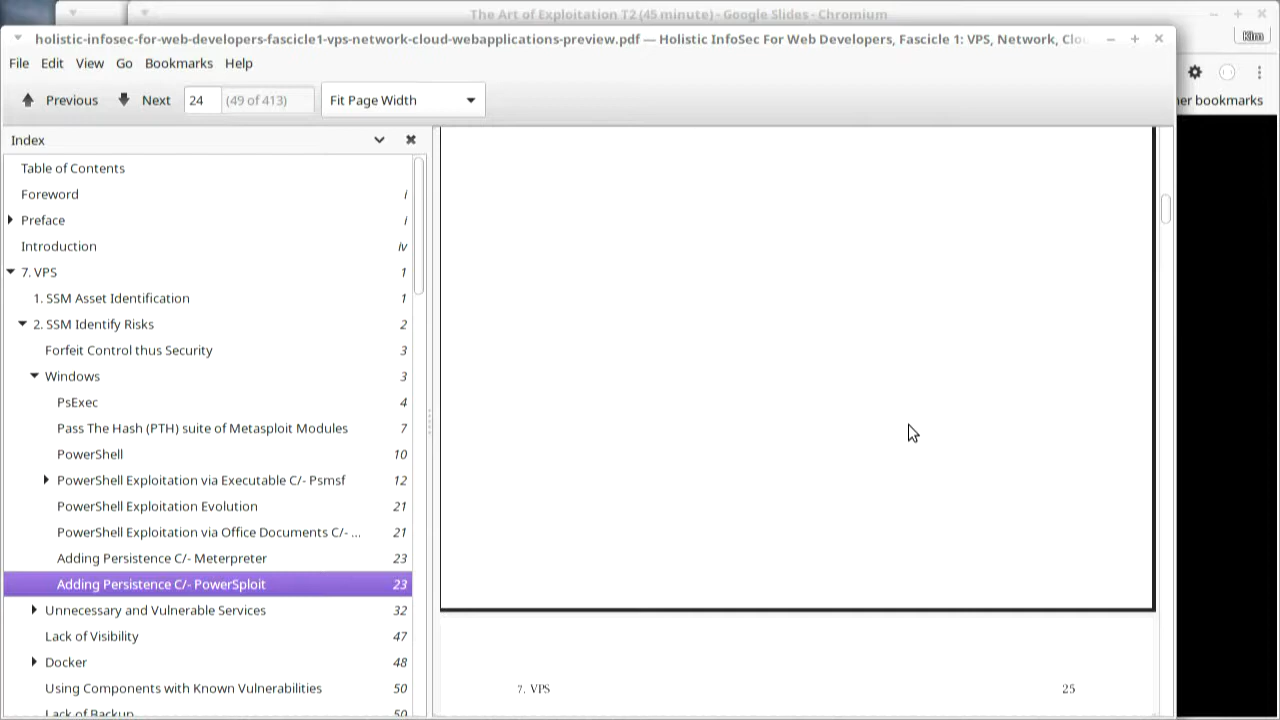 The Art of Exploitation T2 (45 minute) - Google Slides - Chromium
holistic-infosec-for-web-developers-fascicle1-vps-network-cloud-webapplications-preview.pdf — Holistic InfoSec For Web Developers, Fascicle 1: VPS, Network, Clo
Kim
File Edit View Go Bookmarks Help
Previous Next 24 (49 of 413) Fit Page Width
er bookmarks
Index
Table of Contents
Foreword i
Preface i
Introduction iv
7. VPS 1
1. SSM Asset Identification 1
2. SSM Identify Risks 2
Forfeit Control thus Security 3
Windows 3
PsExec 4
Pass The Hash (PTH) suite of Metasploit Modules 7
PowerShell 10
PowerShell Exploitation via Executable C/- Psmsf 12
PowerShell Exploitation Evolution 21
PowerShell Exploitation via Office Documents C/- ... 21
Adding Persistence C/- Meterpreter 23
Adding Persistence C/- PowerSploit 23
Unnecessary and Vulnerable Services 32
Lack of Visibility 47
Docker 48
Using Components with Known Vulnerabilities 50
Lack of Backup 50
7. VPS 25